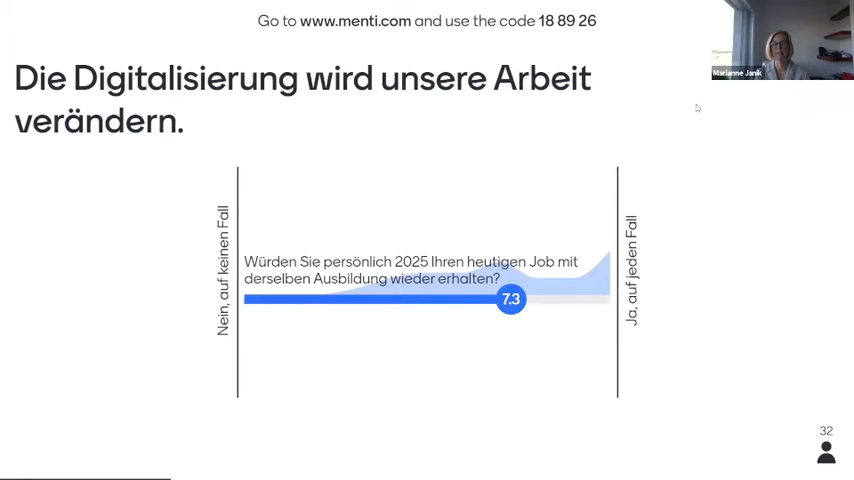 Go to www.menti.com and use the code 18 89 26
Marianne Janik
Die Digitalisierung wird unsere Arbeit
verändern.
Nein, auf keinen Fall
Würden Sie persönlich 2025 Ihren heutigen Job mit
derselben Ausbildung wieder erhalten?
7.3
Ja, auf jeden Fall
32